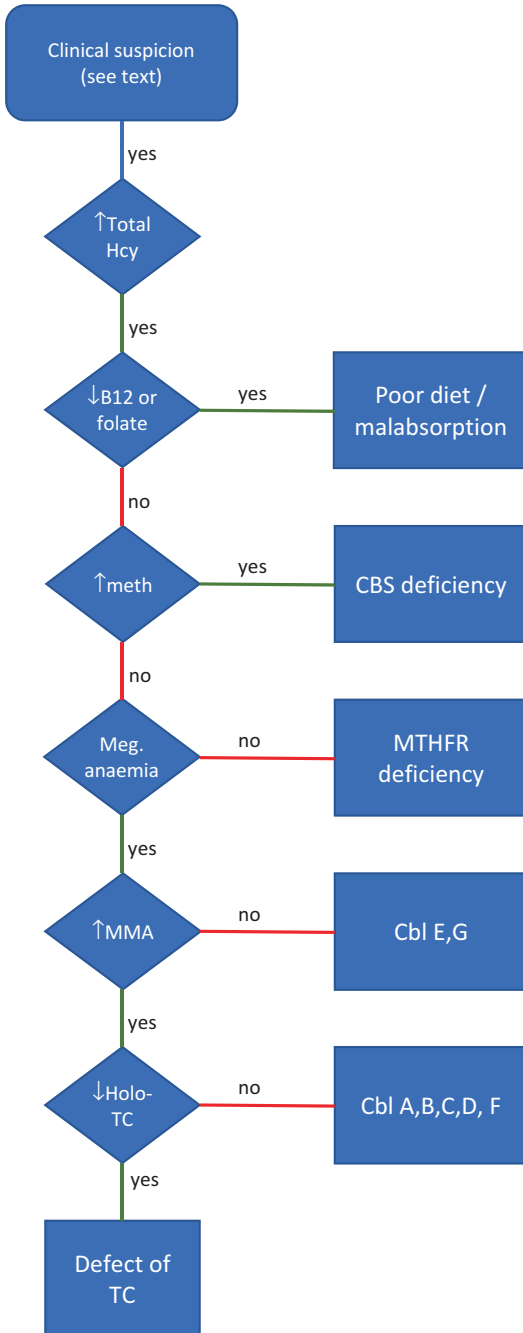 Clinical suspicion
(see text)
yes
↑Total
Hcy
yes
↓B12 or
folate
yes
Poor diet /
malabsorption
no
↑meth
yes
CBS deficiency
no
Meg.
anaemia
no
MTHFR
deficiency
yes
↑MMA
no
Cbl E,G
yes
↓Holo-
TC
no
Cbl A,B,C,D, F
yes
Defect of
TC